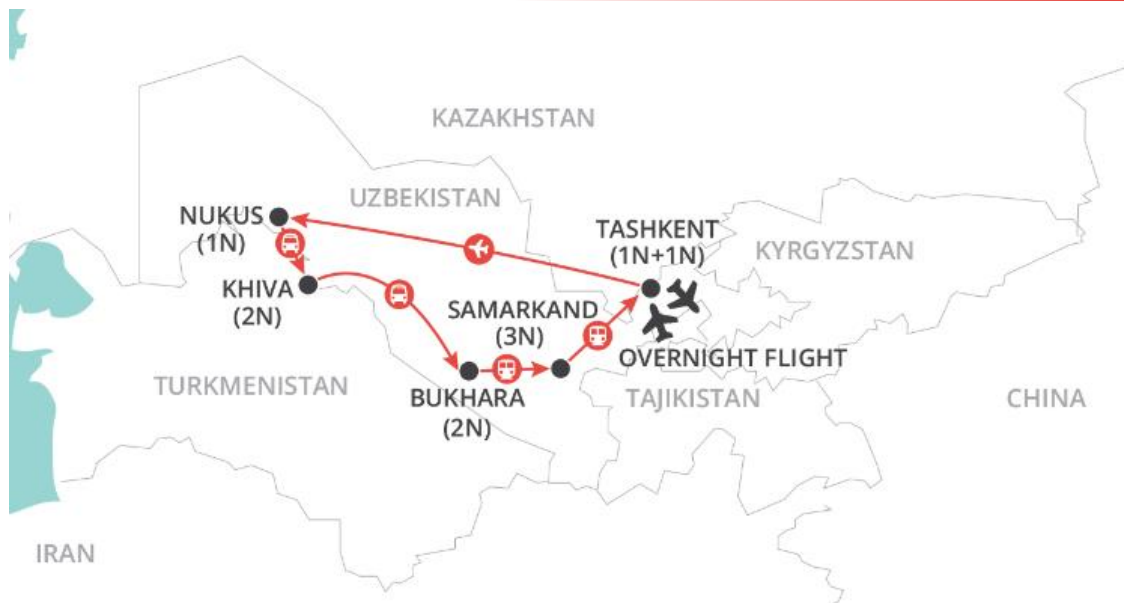 KAZAKHSTAN
UZBEKISTAN
NUKUS
(1N)
TASHKENT
(1N+1N)
KYRGYZSTAN
KHIVA
(2N)
SAMARKAND
(3N)
OVERNIGHT FLIGHT
TURKMENISTAN
BUKHARA
(2N)
TAJIKISTAN
CHINA
IRAN